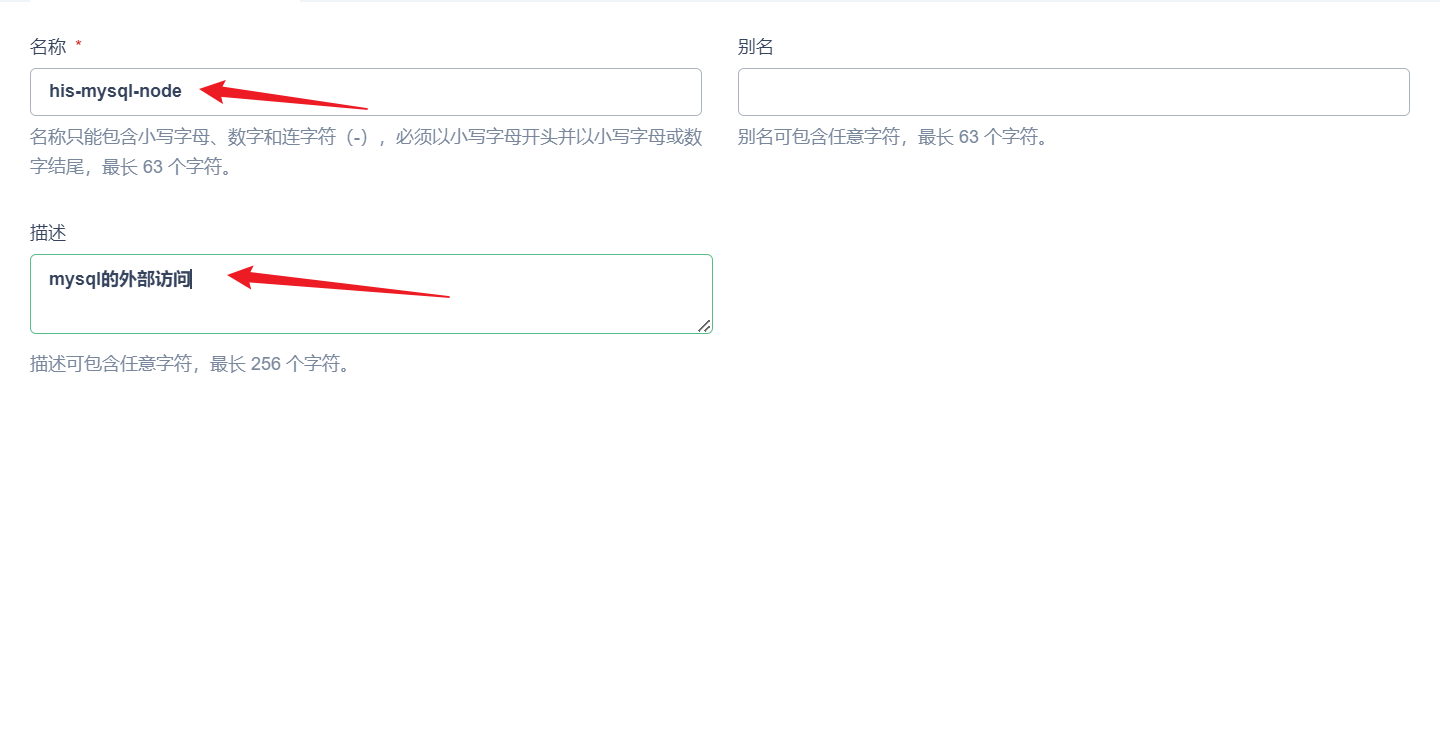 名称 *
别名
his-mysql-node
名称只能包含小写字母、数字和连字符（-），必须以小写字母开头并以小写字母或数
字结尾，最长 63 个字符。
别名可包含任意字符，最长 63 个字符。
描述
mysql的外部访问
描述可包含任意字符，最长 256 个字符。